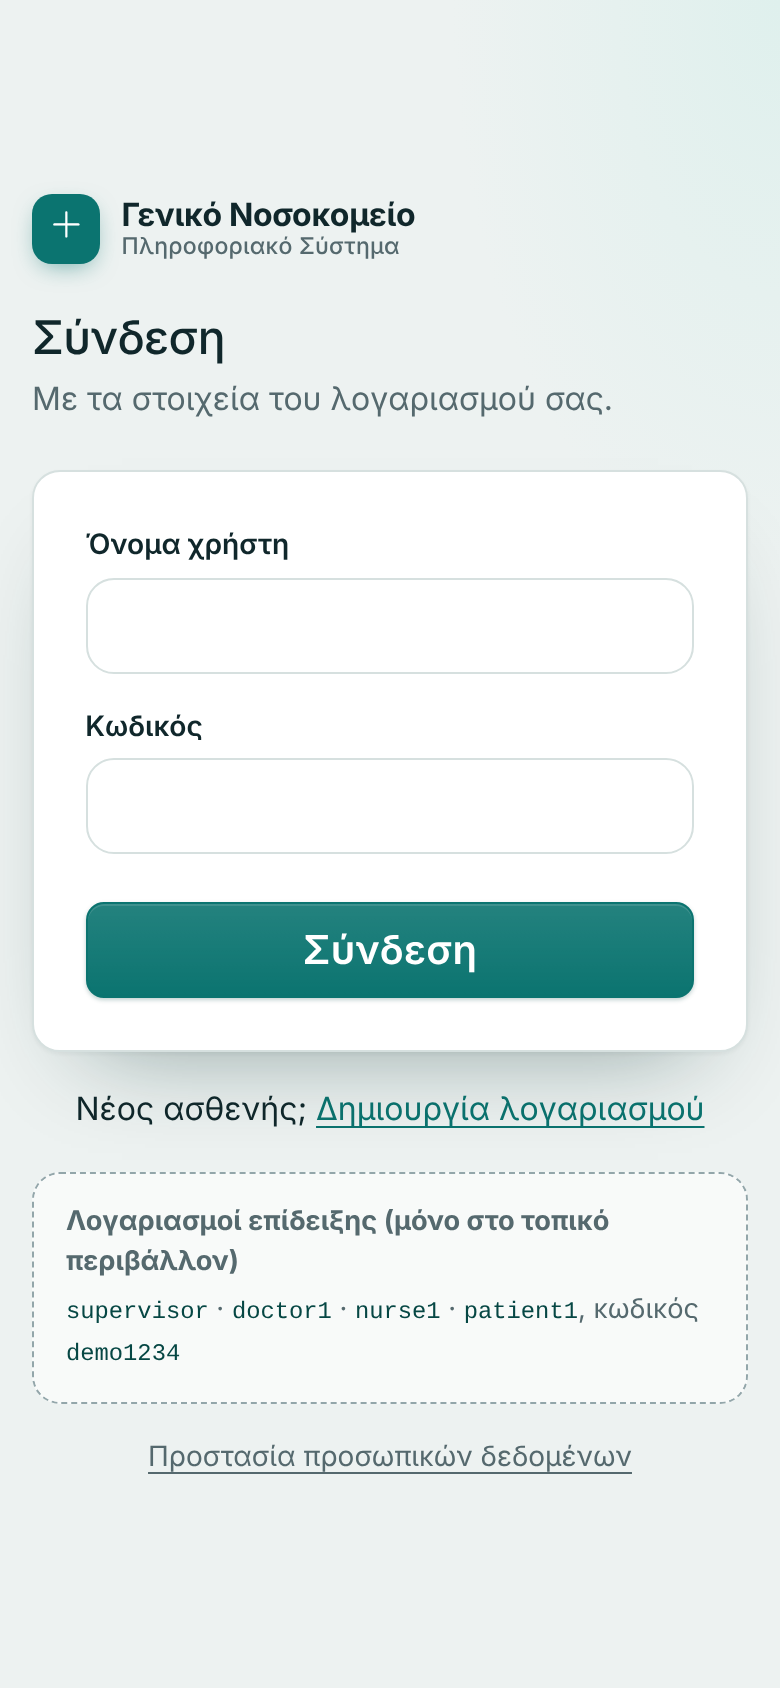 Γενικό Νοσοκομείο
Πληροφοριακό Σύστημα
Σύνδεση
Με τα στοιχεία του λογαριασμού σας.
Όνομα χρήστη
Κωδικός
Σύνδεση
Νέος ασθενής; Δημιουργία λογαριασμού
Λογαριασμοί επίδειξης (μόνο στο τοπικό
περιβάλλον)
supervisor · doctor1 · nurse1 · patient1, κωδικός
demo1234
Προστασία προσωπικών δεδομένων